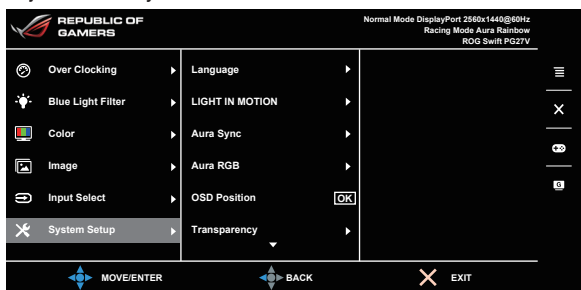 REPUBLIC OF
GAMERS
Normal Mode DisplayPort 2560x1440@60Hz
Racing Mode Aura Rainbow
ROG Swift PG27V
Over Clocking
Blue Light Filter
Color
Image
Input Select
System Setup
Language
LIGHT IN MOTION
Aura Sync
Aura RGB
OSD Position OK
Transparency
G
MOVE/ENTER
BACK
EXIT